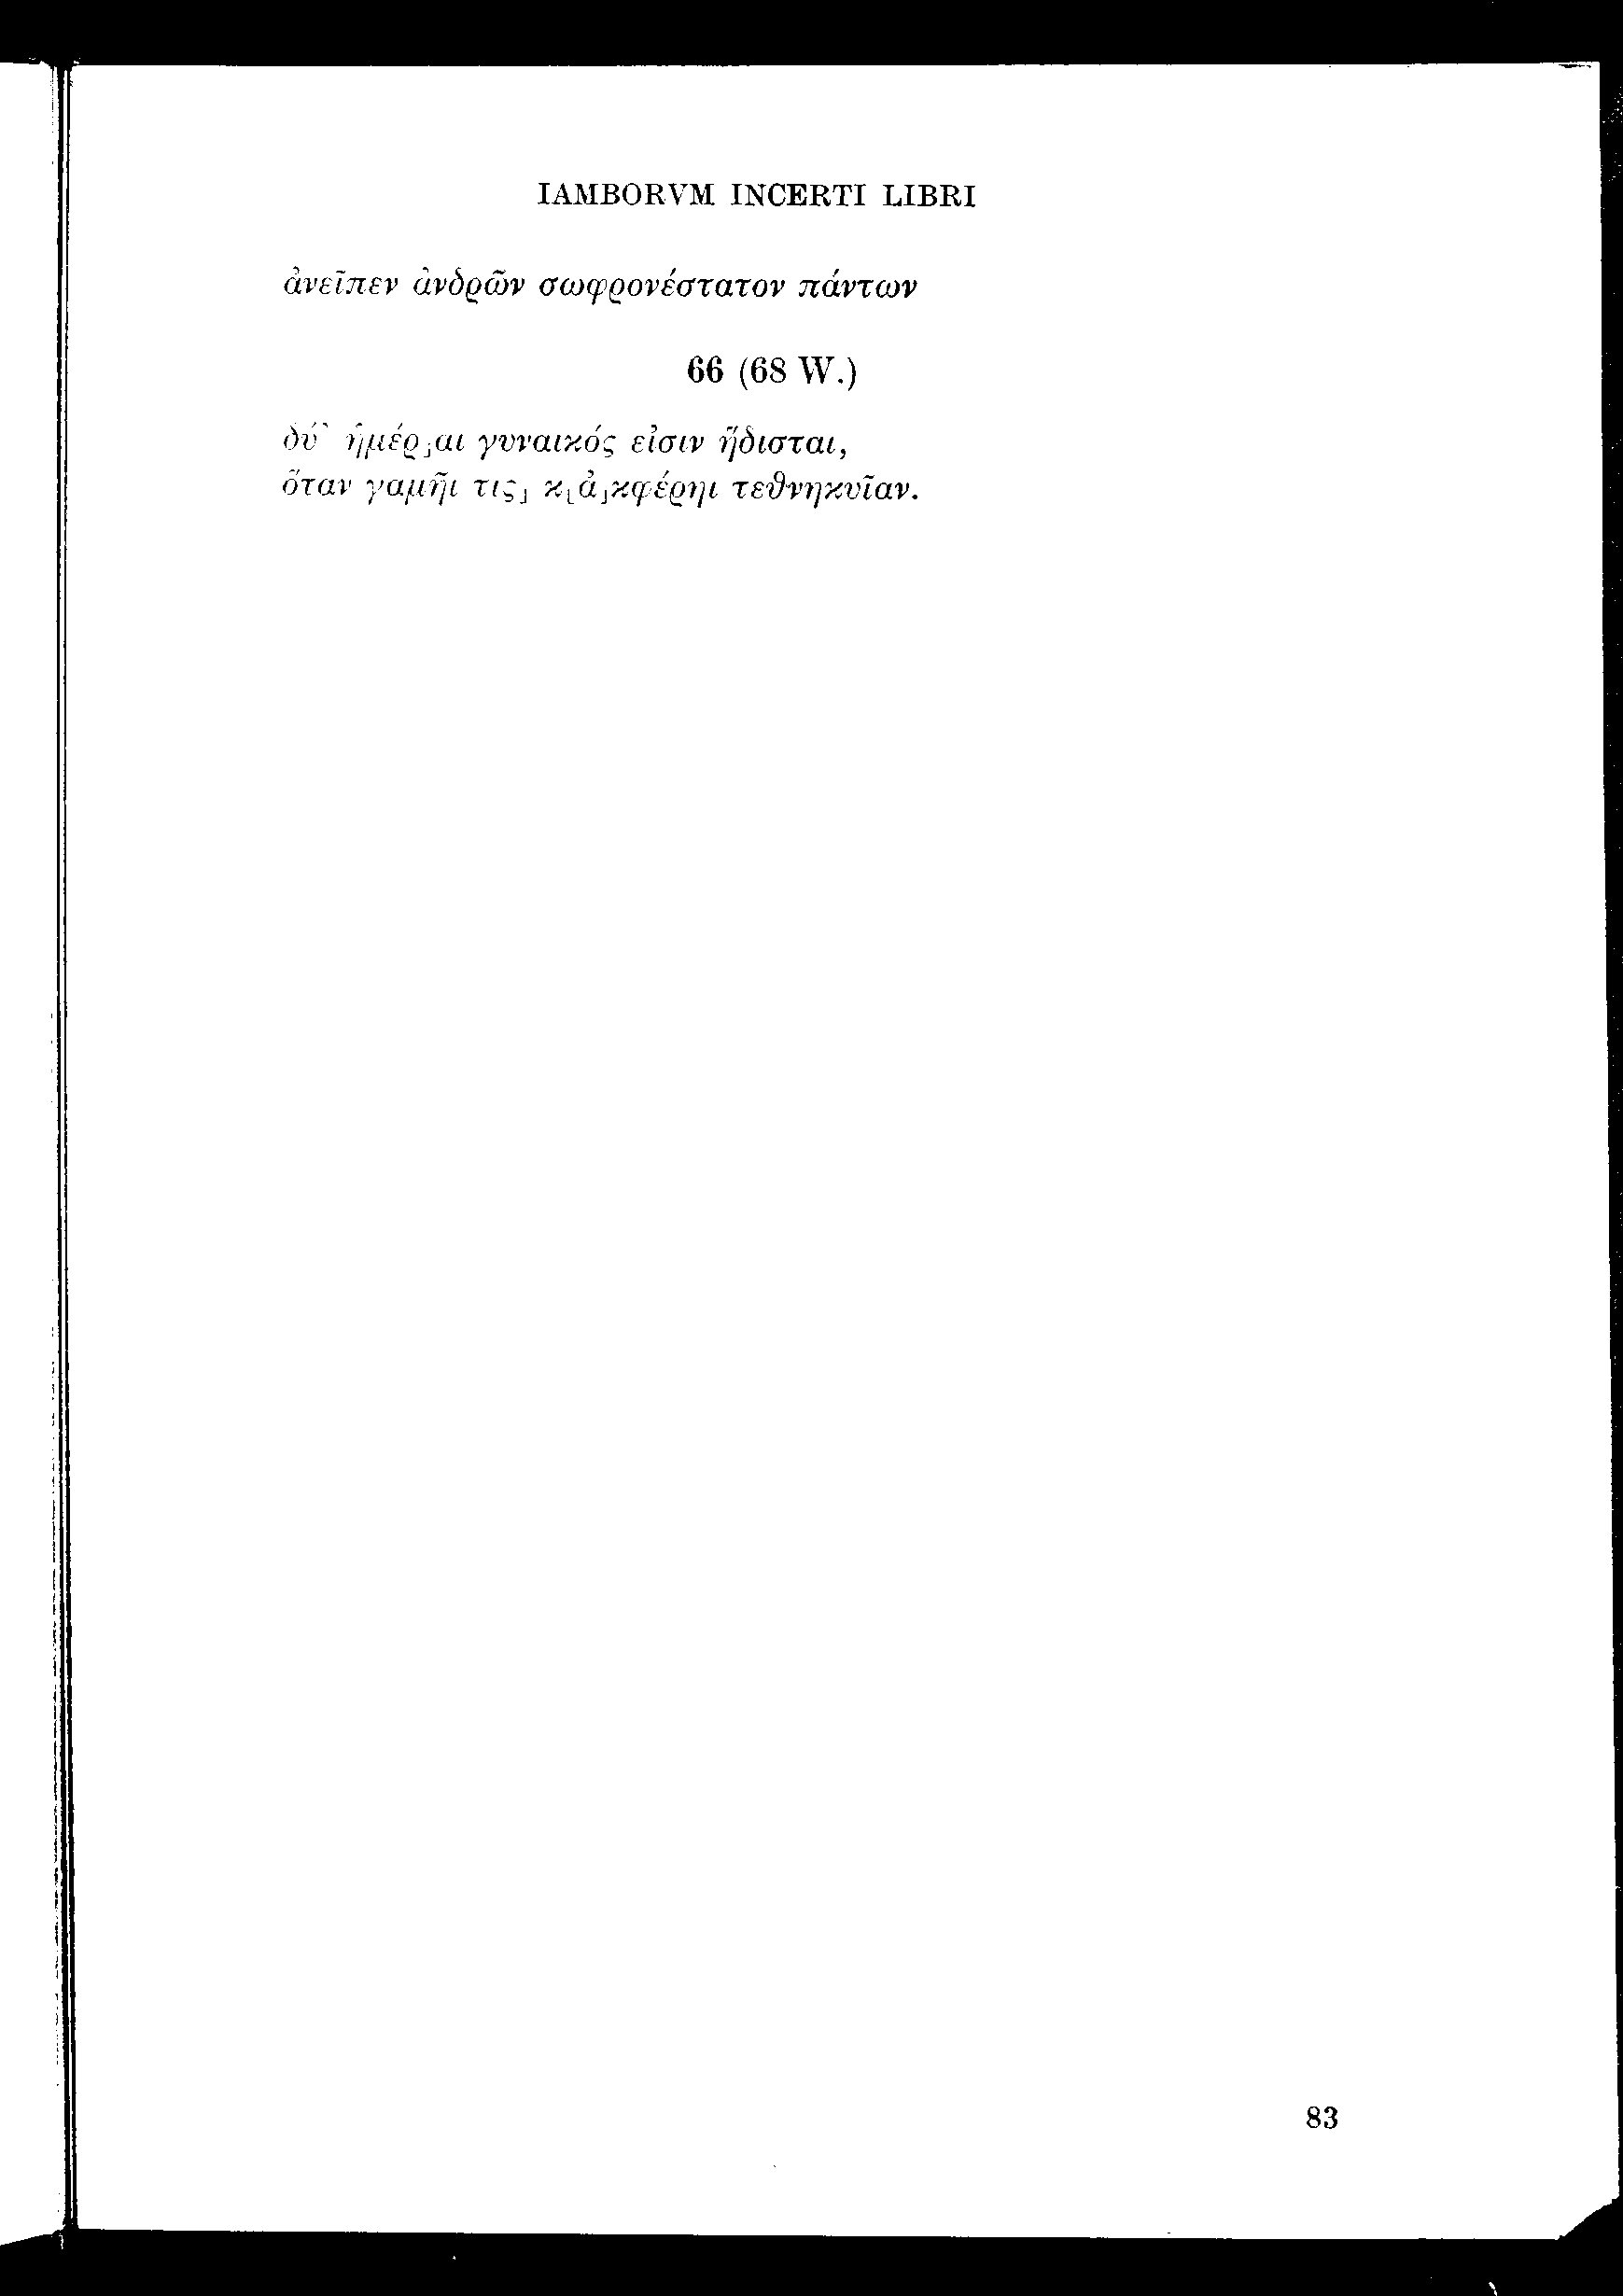 IAMBORVM INCERTI LIBRI
ἀνεῖπεν ἀνδρῶν σωφρονέστατον πάντων
66 (68 W.)
δύ' ἡμέρ⌟αι γυναικός εἰσιν ἥδισται,
ὅταν γαμῆι τις⌟ κ⌞ἀ⌟κφέρηι τεθνηκυῖαν.
83